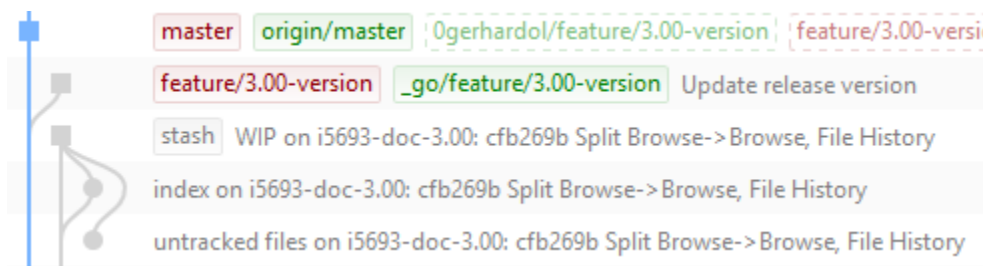 master origin/master 0gerhardol/feature/3.00-version
feature/3.00-version _go/feature/3.00-version Update release version
stash WIP on i5693-doc-3.00: cfb269b Split Browse->Browse, File History
index on i5693-doc-3.00: cfb269b Split Browse->Browse, File History
untracked files on i5693-doc-3.00: cfb269b Split Browse->Browse, File History